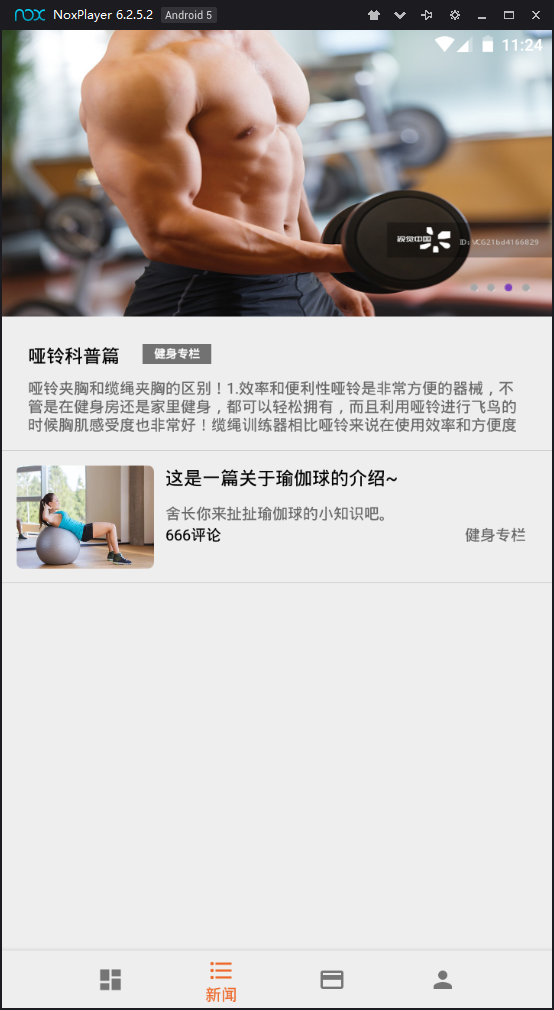 nox NoxPlayer 6.2.5.2 Android 5
11:24
视觉中国 ID: VCG21bd4166829
哑铃科普篇 健身专栏
哑铃夹胸和缆绳夹胸的区别！1.效率和便利性哑铃是非常方便的器械，不
管是在健身房还是家里健身，都可以轻松拥有，而且利用哑铃进行飞鸟的
时候胸肌感受度也非常好！缆绳训练器相比哑铃来说在使用效率和方便度
这是一篇关于瑜伽球的介绍~
舍长你来扯扯瑜伽球的小知识吧。
666评论 健身专栏
新闻